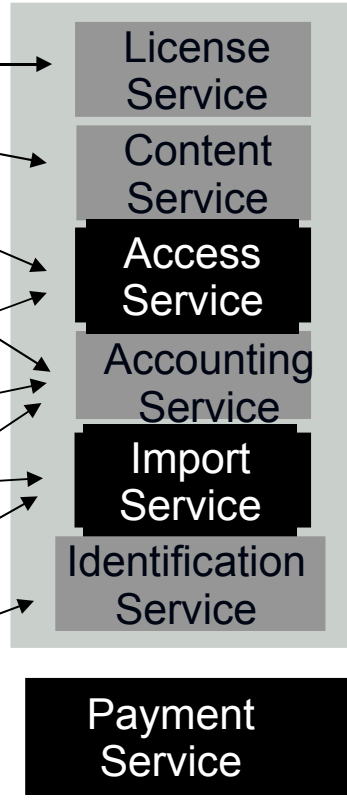 License
Service
Content
Service
Access
Service
Accounting
Service
Import
Service
Identification
Service
Payment
Service